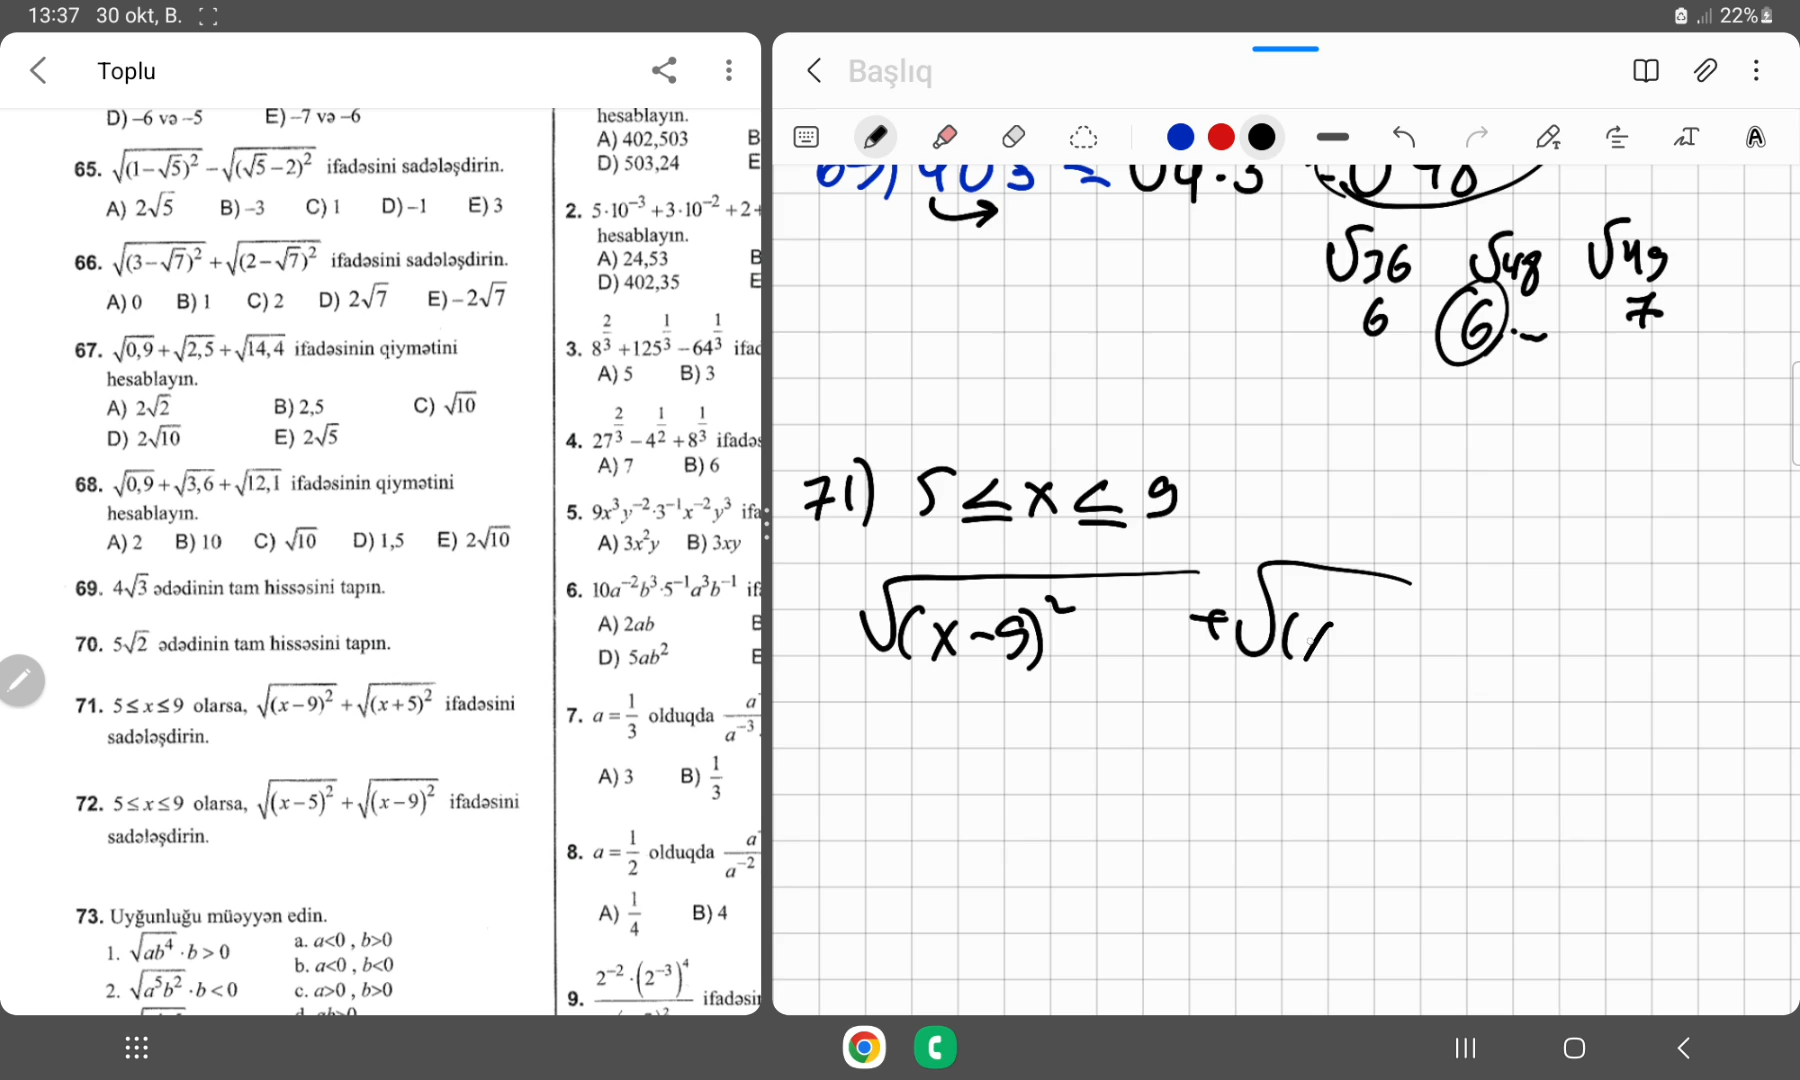 13:37 30 okt, B.
22%
Toplu
D) –6 və –5 E) –7 və –6
65. √(1–√5)² – √(√5–2)² ifadəsini sadələşdirin.
A) 2√5 B) –3 C) 1 D) –1 E) 3
66. √(3–√7)² + √(2–√7)² ifadəsini sadələşdirin.
A) 0 B) 1 C) 2 D) 2√7 E) –2√7
67. √0,9 + √2,5 + √14,4 ifadəsinin qiymətini
hesablayın.
A) 2√2 B) 2,5 C) √10
D) 2√10 E) 2√5
68. √0,9 + √3,6 + √12,1 ifadəsinin qiymətini
hesablayın.
A) 2 B) 10 C) √10 D) 1,5 E) 2√10
69. 4√3 ədədinin tam hissəsini tapın.
70. 5√2 ədədinin tam hissəsini tapın.
71. 5≤x≤9 olarsa, √(x–9)² + √(x+5)² ifadəsini
sadələşdirin.
72. 5≤x≤9 olarsa, √(x–5)² + √(x–9)² ifadəsini
sadələşdirin.
73. Uyğunluğu müəyyən edin.
1. √ab⁴ ·b > 0 a. a<0 , b>0
b. a<0 , b<0
2. √a⁵b² ·b < 0 c. a>0 , b>0
hesablayın.
A) 402,503 B
D) 503,24 E
2. 5·10⁻³ +3·10⁻² +2+
hesablayın.
A) 24,53 B
D) 402,35 E
3. 8^(2/3) +125^(1/3) –64^(1/3) ifad
A) 5 B) 3
4. 27^(2/3) –4^(1/2) +8^(1/3) ifadəs
A) 7 B) 6
5. 9x³y⁻²·3⁻¹x⁻²y³ ifa
A) 3x²y B) 3xy
6. 10a⁻²b³·5⁻¹a³b⁻¹ if
A) 2ab B
D) 5ab² E
7. a = 1/3 olduqda a/a⁻³
A) 3 B) 1/3
8. a = 1/2 olduqda a/a⁻²
A) 1/4 B) 4
9. 2⁻²·(2⁻³)⁴ ifadəsin
Başlıq
√36 √48 √49
6 6.. 7
71) 5 ≤ x ≤ 9
√(x–9)² + √(